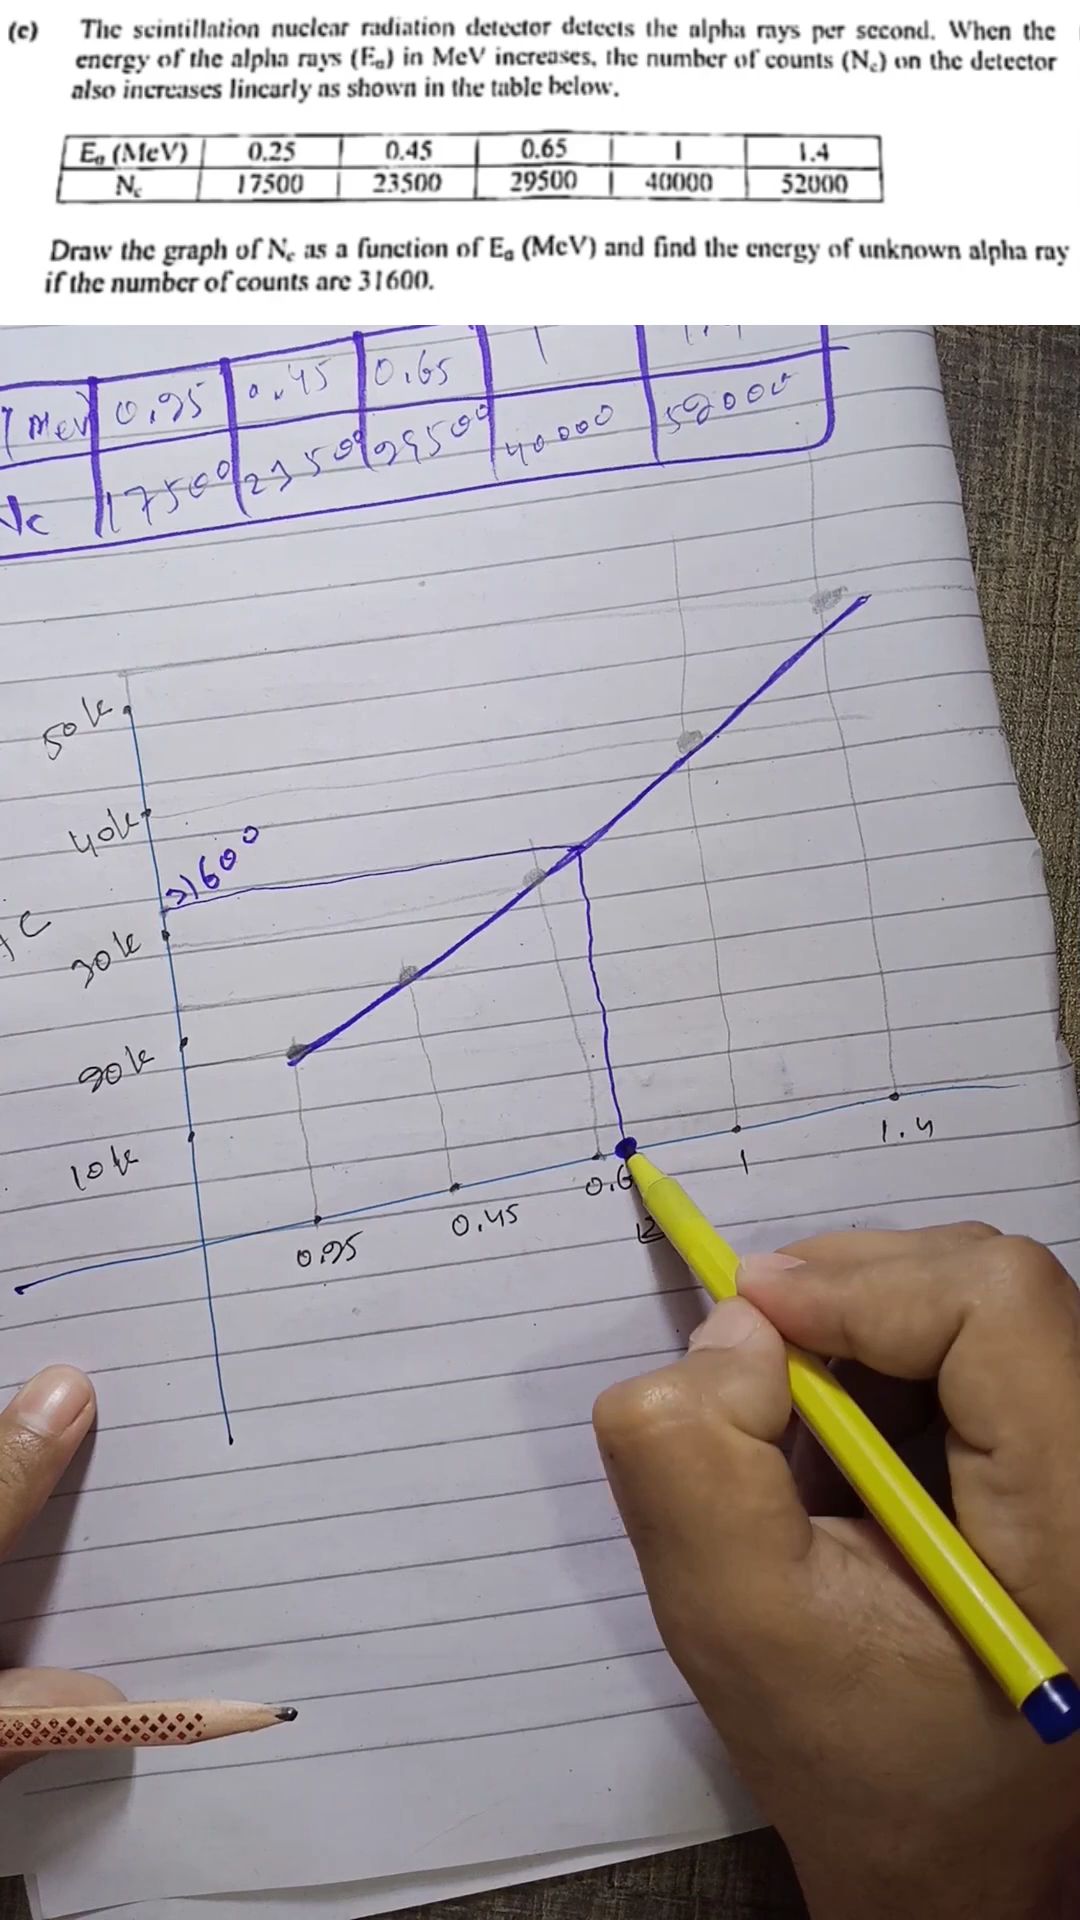 (c) The scintillation nuclear radiation detector detects the alpha rays per second. When the
energy of the alpha rays (Eα) in MeV increases, the number of counts (Nc) on the detector
also increases linearly as shown in the table below.
Eα (MeV) 0.25 0.45 0.65 1 1.4
Nc 17500 23500 29500 40000 52000
Draw the graph of Nc as a function of Eα (MeV) and find the energy of unknown alpha ray
if the number of counts are 31600.
MeV 0.25 0.45 0.65 1
17500 23500 29500 40000 52000
50k
40k
31600
30k
20k
10k
1.4
1
0.6
0.45
0.25